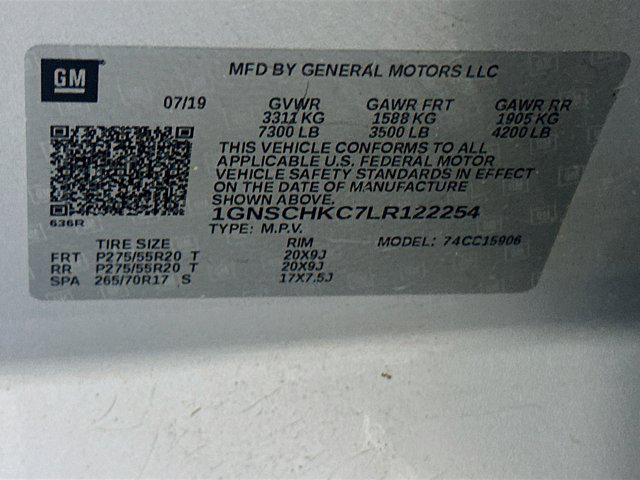 GM
MFD BY GENERAL MOTORS LLC
07/19 GVWR GAWR FRT GAWR RR
3311 KG 1588 KG 1905 KG
7300 LB 3500 LB 4200 LB
THIS VEHICLE CONFORMS TO ALL
APPLICABLE U.S. FEDERAL MOTOR
VEHICLE SAFETY STANDARDS IN EFFECT
ON THE DATE OF MANUFACTURE
SHOWN ABOVE.
1GNSCHKC7LR122254
636R
TYPE: M.P.V.
TIRE SIZE RIM MODEL: 74CC15906
FRT P275/55R20 T 20X9J
RR P275/55R20 T 20X9J
SPA 265/70R17 S 17X7.5J